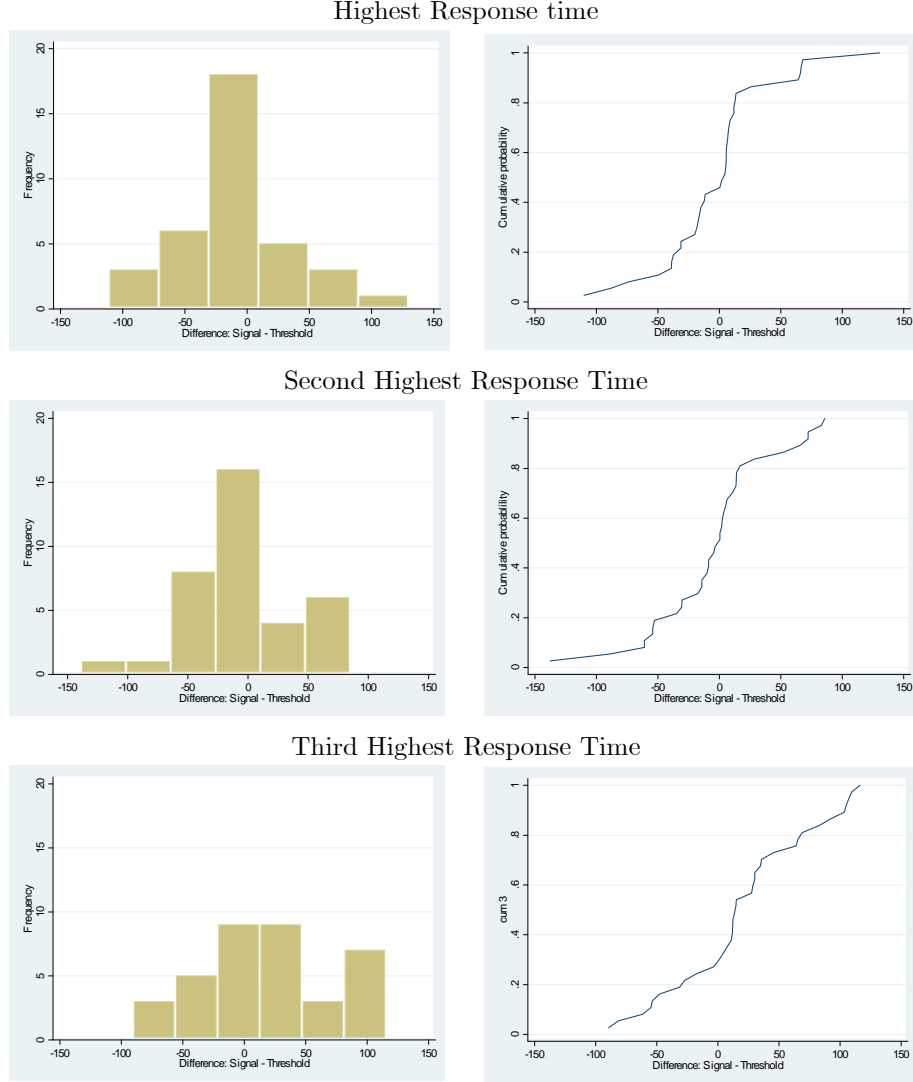 Highest Response time
20
15
10
5
0
Frequency
-150 -100 -50 0 50 100 150
Difference: Signal - Threshold
1
.8
.6
.4
.2
0
Cumulative probability
-150 -100 -50 0 50 100 150
Difference: Signal - Threshold
Second Highest Response Time
20
15
10
5
0
Frequency
-150 -100 -50 0 50 100 150
Difference: Signal - Threshold
1
.8
.6
.4
.2
0
Cumulative probability
-150 -100 -50 0 50 100 150
Difference: Signal - Threshold
Third Highest Response Time
20
15
10
5
0
Frequency
-150 -100 -50 0 50 100 150
Difference: Signal - Threshold
1
.8
.6
.4
.2
0
cum 3
-150 -100 -50 0 50 100 150
Difference: Signal - Threshold